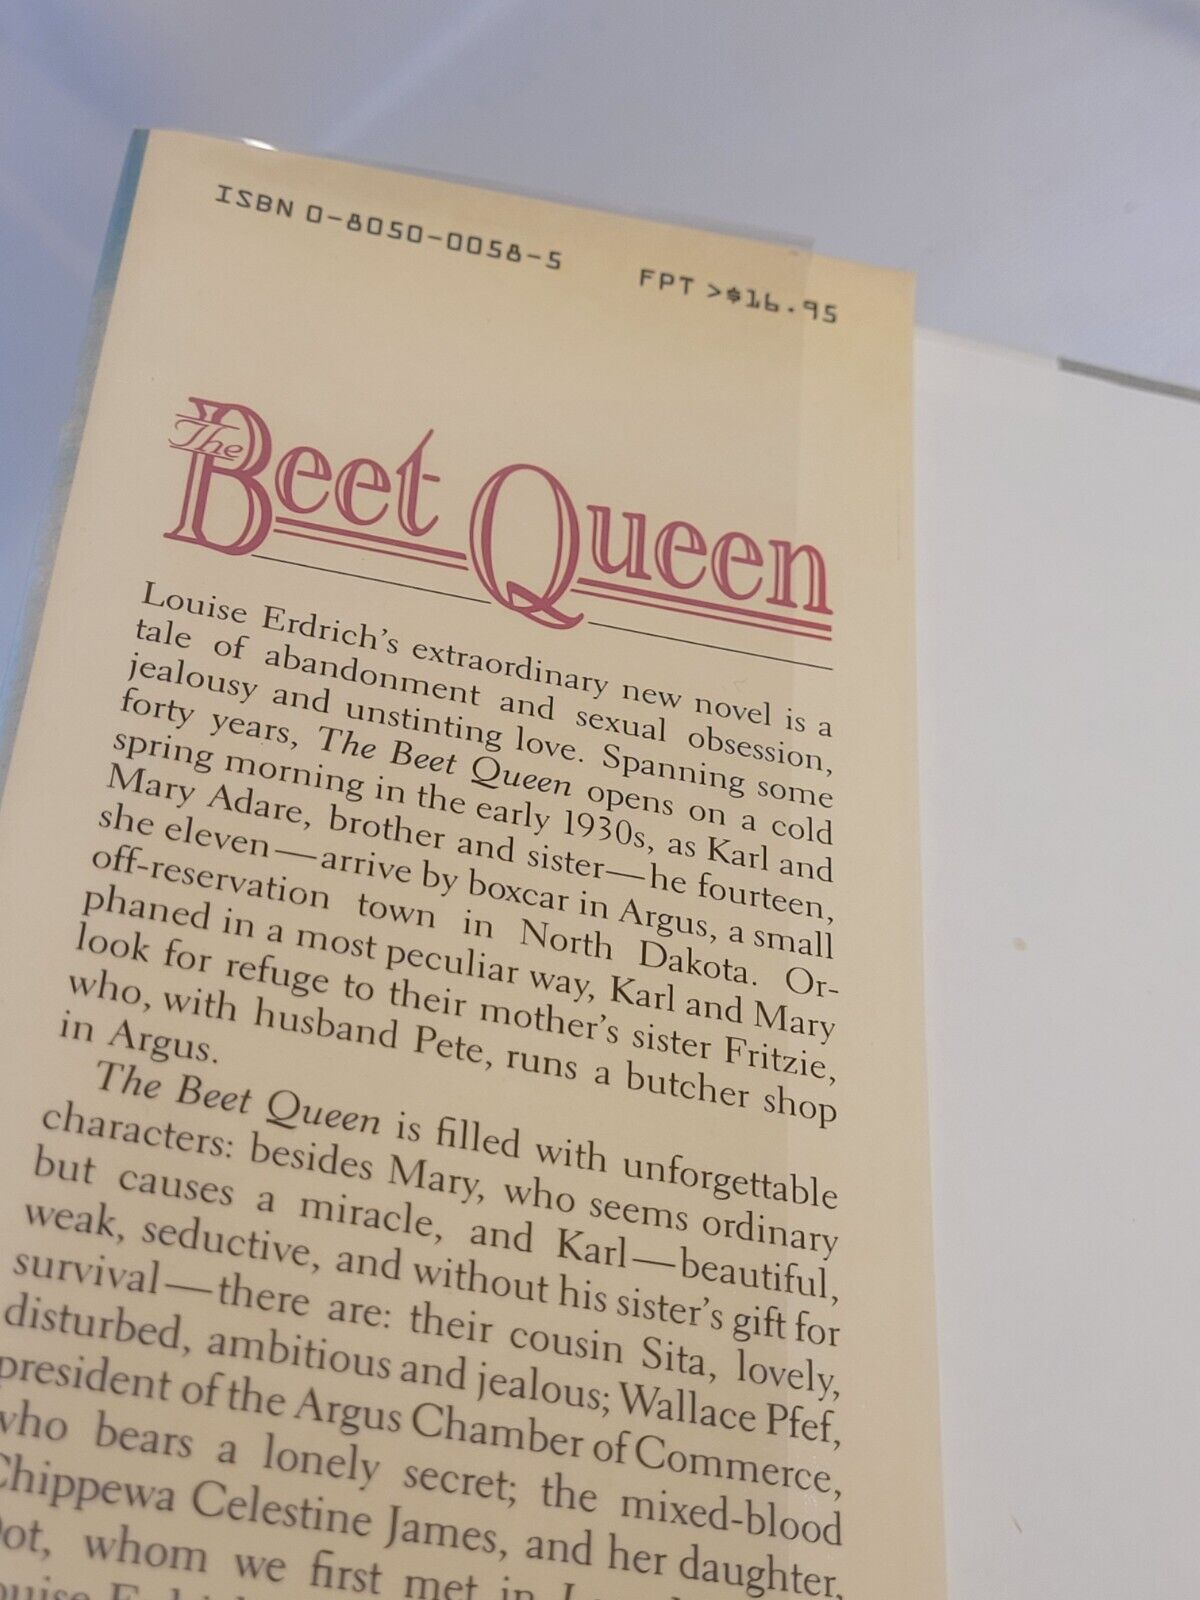 ISBN 0-8050-0058-5 FPT >$16.95
The Beet Queen
Louise Erdrich's extraordinary new novel is a
tale of abandonment and sexual obsession,
jealousy and unstinting love. Spanning some
forty years, The Beet Queen opens on a cold
spring morning in the early 1930s, as Karl and
Mary Adare, brother and sister—he fourteen,
she eleven—arrive by boxcar in Argus, a small
off-reservation town in North Dakota. Or-
phaned in a most peculiar way, Karl and Mary
look for refuge to their mother's sister Fritzie,
who, with husband Pete, runs a butcher shop
in Argus.
The Beet Queen is filled with unforgettable
characters: besides Mary, who seems ordinary
but causes a miracle, and Karl—beautiful,
weak, seductive, and without his sister's gift for
survival—there are: their cousin Sita, lovely,
disturbed, ambitious and jealous; Wallace Pfef,
president of the Argus Chamber of Commerce,
who bears a lonely secret; the mixed-blood
Chippewa Celestine James, and her daughter,
Dot, whom we first met in